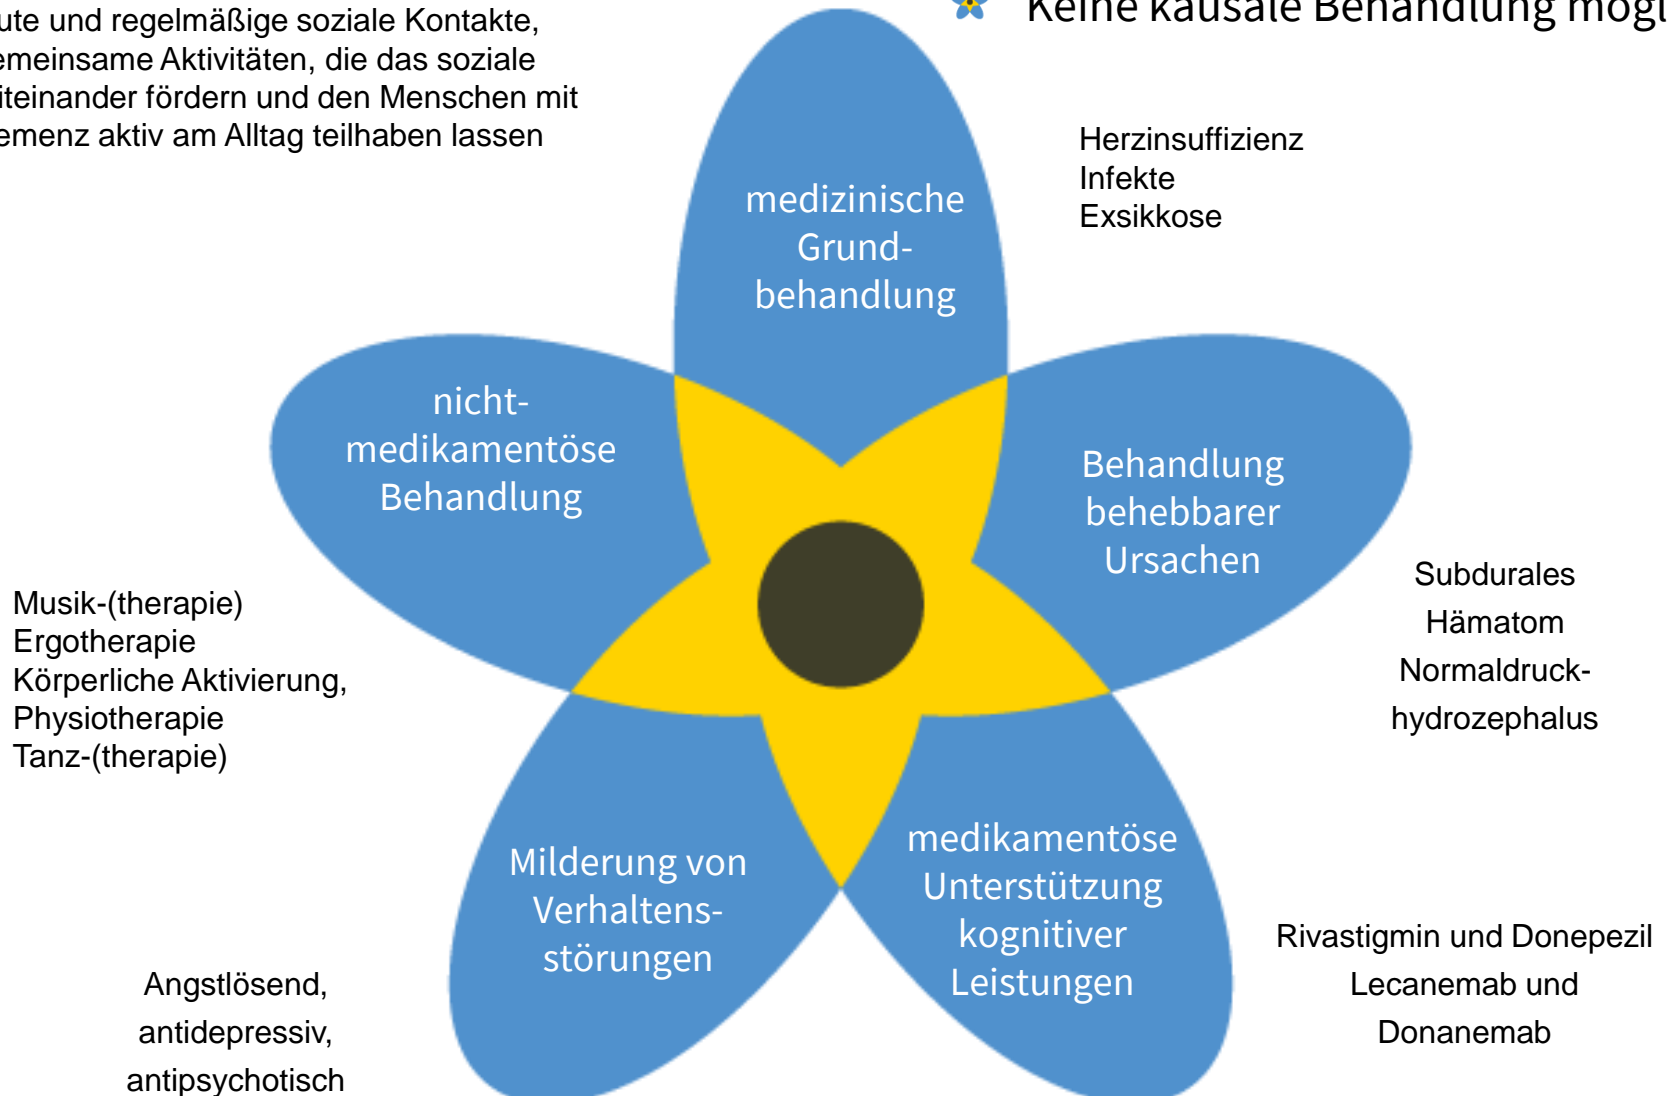 ute und regelmäßige soziale Kontakte,
emeinsame Aktivitäten, die das soziale
iteinander fördern und den Menschen mit
emenz aktiv am Alltag teilhaben lassen
Keine kausale Behandlung mögl
Herzinsuffizienz
Infekte
Exsikkose
medizinische
Grund-
behandlung
nicht-
medikamentöse
Behandlung
Behandlung
behebbarer
Ursachen
Musik-(therapie)
Ergotherapie
Körperliche Aktivierung,
Physiotherapie
Tanz-(therapie)
Subdurales
Hämatom
Normaldruck-
hydrozephalus
Milderung von
Verhaltens-
störungen
medikamentöse
Unterstützung
kognitiver
Leistungen
Angstlösend,
antidepressiv,
antipsychotisch
Rivastigmin und Donepezil
Lecanemab und
Donanemab